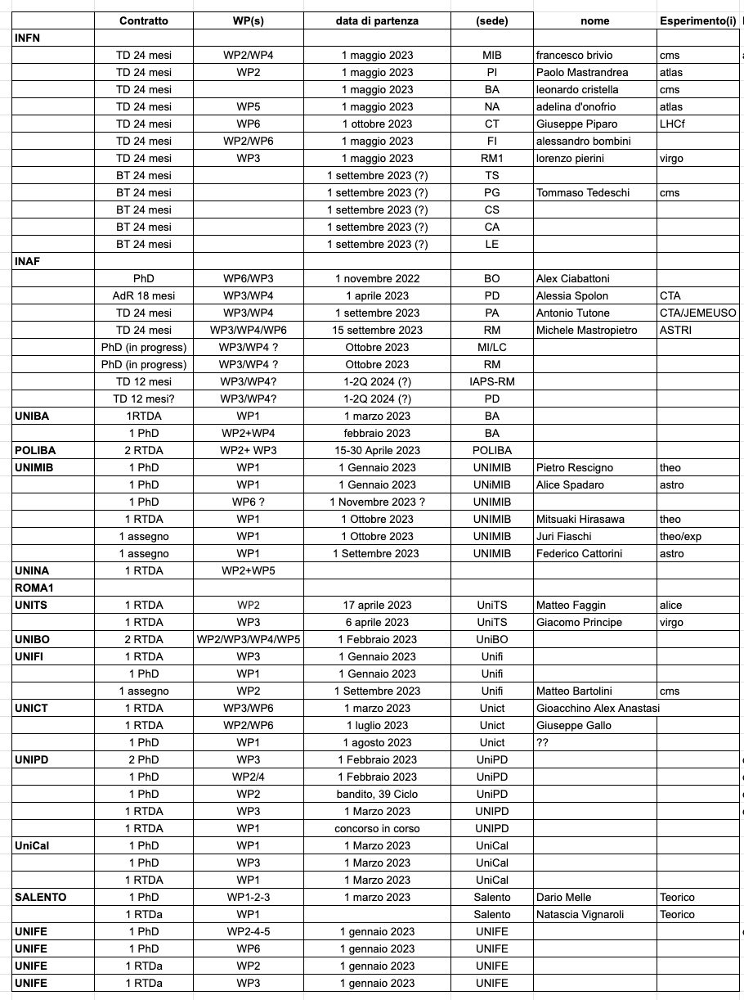 Contratto WP(s) data di partenza (sede) nome Esperimento(i)
INFN
TD 24 mesi WP2/WP4 1 maggio 2023 MIB francesco brivio cms
TD 24 mesi WP2 1 maggio 2023 PI Paolo Mastrandrea atlas
TD 24 mesi 1 maggio 2023 BA leonardo cristella cms
TD 24 mesi WP5 1 maggio 2023 NA adelina d'onofrio atlas
TD 24 mesi WP6 1 ottobre 2023 CT Giuseppe Piparo LHCf
TD 24 mesi WP2/WP6 1 maggio 2023 FI alessandro bombini
TD 24 mesi WP3 1 maggio 2023 RM1 lorenzo pierini virgo
BT 24 mesi 1 settembre 2023 (?) TS
BT 24 mesi 1 settembre 2023 (?) PG Tommaso Tedeschi cms
BT 24 mesi 1 settembre 2023 (?) CS
BT 24 mesi 1 settembre 2023 (?) CA
BT 24 mesi 1 settembre 2023 (?) LE
INAF
PhD WP6/WP3 1 novembre 2022 BO Alex Ciabattoni
AdR 18 mesi WP3/WP4 1 aprile 2023 PD Alessia Spolon CTA
TD 24 mesi WP3/WP4 1 settembre 2023 PA Antonio Tutone CTA/JEMEUSO
TD 24 mesi WP3/WP4/WP6 15 settembre 2023 RM Michele Mastropietro ASTRI
PhD (in progress) WP3/WP4 ? Ottobre 2023 MI/LC
PhD (in progress) WP3/WP4 ? Ottobre 2023 RM
TD 12 mesi WP3/WP4? 1-2Q 2024 (?) IAPS-RM
TD 12 mesi? WP3/WP4? 1-2Q 2024 (?) PD
UNIBA 1RTDA WP1 1 marzo 2023 BA
1 PhD WP2+WP4 febbraio 2023 BA
POLIBA 2 RTDA WP2+ WP3 15-30 Aprile 2023 POLIBA
UNIMIB 1 PhD WP1 1 Gennaio 2023 UNIMIB Pietro Rescigno theo
1 PhD WP1 1 Gennaio 2023 UNiMIB Alice Spadaro astro
1 PhD WP6 ? 1 Novembre 2023 ? UNIMIB
1 RTDA WP1 1 Ottobre 2023 UNIMIB Mitsuaki Hirasawa theo
1 assegno WP1 1 Ottobre 2023 UNIMIB Juri Fiaschi theo/exp
1 assegno WP1 1 Settembre 2023 UNIMIB Federico Cattorini astro
UNINA 1 RTDA WP2+WP5
ROMA1
UNITS 1 RTDA WP2 17 aprile 2023 UniTS Matteo Faggin alice
1 RTDA WP3 6 aprile 2023 UniTS Giacomo Principe virgo
UNIBO 2 RTDA WP2/WP3/WP4/WP5 1 Febbraio 2023 UniBO
UNIFI 1 RTDA WP3 1 Gennaio 2023 Unifi
1 PhD WP1 1 Gennaio 2023 Unifi
1 assegno WP2 1 Settembre 2023 Unifi Matteo Bartolini cms
UNICT 1 RTDA WP3/WP6 1 marzo 2023 Unict Gioacchino Alex Anastasi
1 RTDA WP2/WP6 1 luglio 2023 Unict Giuseppe Gallo
1 PhD WP1 1 agosto 2023 Unict ??
UNIPD 2 PhD WP3 1 Febbraio 2023 UniPD
1 PhD WP2/4 1 Febbraio 2023 UniPD
1 PhD WP2 bandito, 39 Ciclo UniPD
1 RTDA WP3 1 Marzo 2023 UNIPD
1 RTDA WP1 concorso in corso UNIPD
UniCal 1 PhD WP1 1 Marzo 2023 UniCal
1 PhD WP3 1 Marzo 2023 UniCal
1 RTDA WP1 1 Marzo 2023 UniCal
SALENTO 1 PhD WP1-2-3 1 marzo 2023 Salento Dario Melle Teorico
1 RTDa WP1 Salento Natascia Vignaroli Teorico
UNIFE 1 PhD WP2-4-5 1 gennaio 2023 UNIFE
UNIFE 1 PhD WP6 1 gennaio 2023 UNIFE
UNIFE 1 RTDa WP2 1 gennaio 2023 UNIFE
UNIFE 1 RTDa WP3 1 gennaio 2023 UNIFE